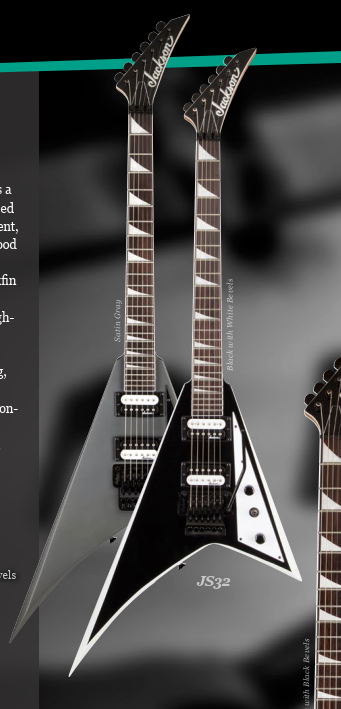 Jackson
Jackson
s a
ed
ent,
ood
fin
gh-
g,
on-
vels
Satin Gray
Black with White Bevels
JS32
with Black Bevels